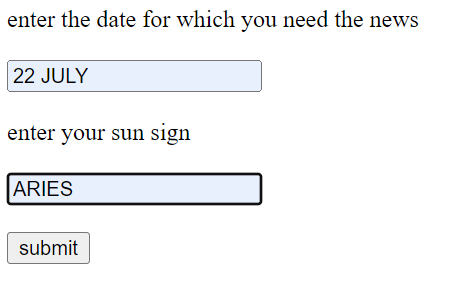 enter the date for which you need the news
22 JULY
enter your sun sign
ARIES
submit